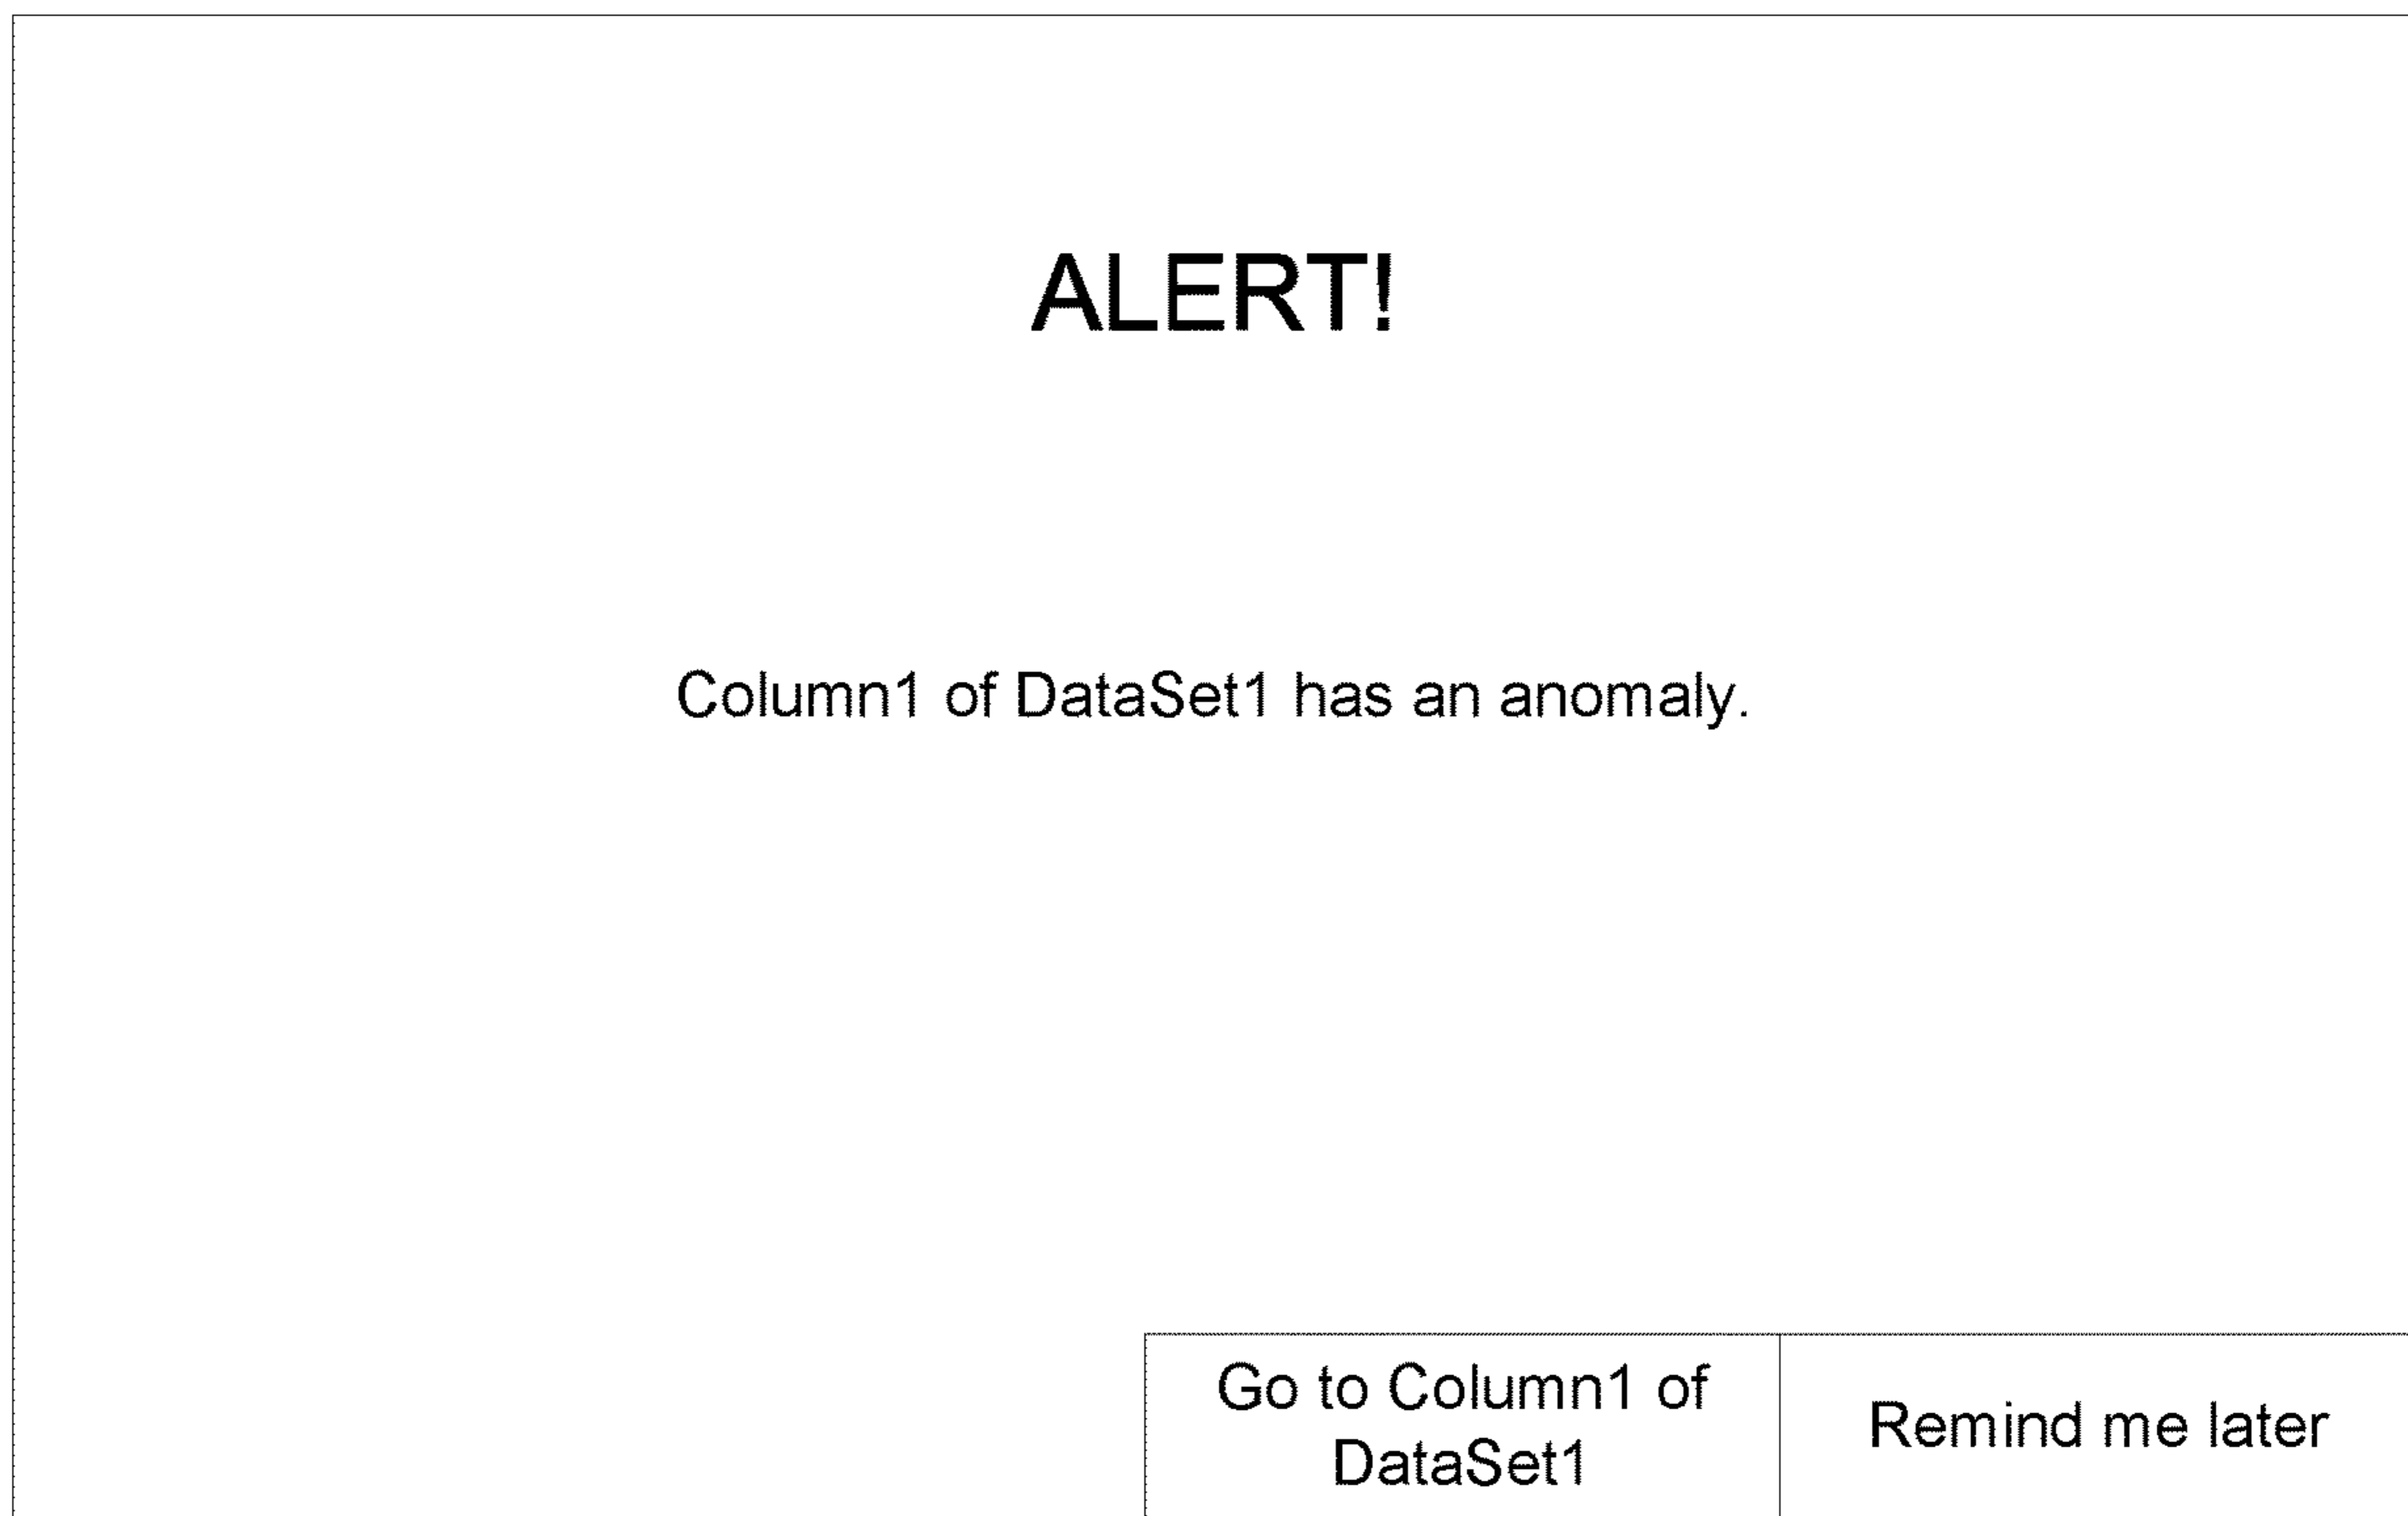 ALERT!
Column1 of DataSet1 has an anomaly.
Go to Column1 of
DataSet1
Remind me later